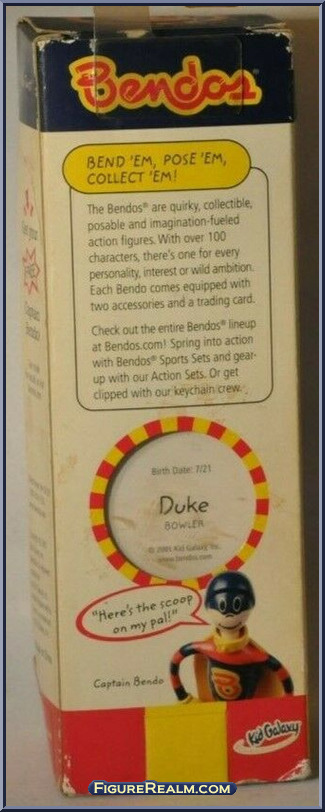 Bendos®
BEND 'EM, POSE 'EM,
COLLECT 'EM!
The Bendos® are quirky, collectible,
posable and imagination-fueled
action figures. With over 100
characters, there's one for every
personality, interest or wild ambition.
Each Bendo comes equipped with
two accessories and a trading card.
Check out the entire Bendos® lineup
at Bendos.com! Spring into action
with Bendos® Sports Sets and gear-
up with our Action Sets. Or get
clipped with our keychain crew.
Birth Date: 7/21
Duke
BOWLER
© 2001 Kid Galaxy Inc.
www.bendos.com
"Here's the scoop
on my pal!"
Captain Bendo
Kid Galaxy
FREE
Captain
Bendo
FIGUREREALM.COM